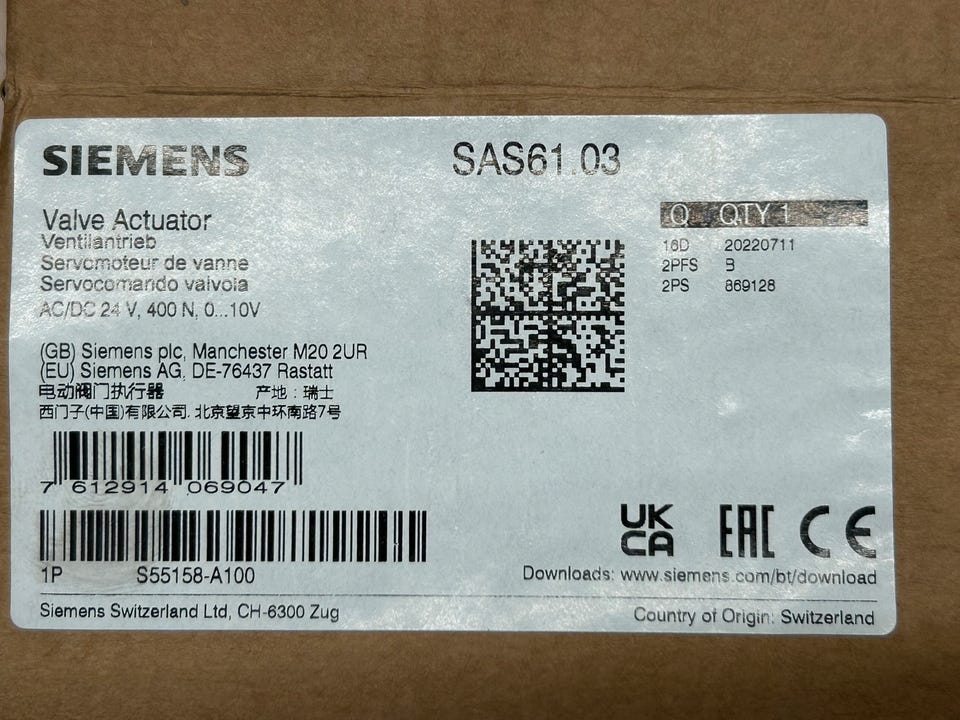 SIEMENS
SAS61.03
Valve Actuator
Ventilantrieb
Servomoteur de vanne
Servocomando valvola
AC/DC 24 V, 400 N, 0...10V
Q QTY 1
16D 20220711
2PFS B
2PS 869128
(GB) Siemens plc, Manchester M20 2UR
(EU) Siemens AG, DE-76437 Rastatt
电动阀门执行器 产地: 瑞士
西门子(中国)有限公司. 北京望京中环南路7号
7 612914 069047
1P S55158-A100
UK
CA
EAC
CE
Downloads: www.siemens.com/bt/download
Siemens Switzerland Ltd, CH-6300 Zug
Country of Origin: Switzerland